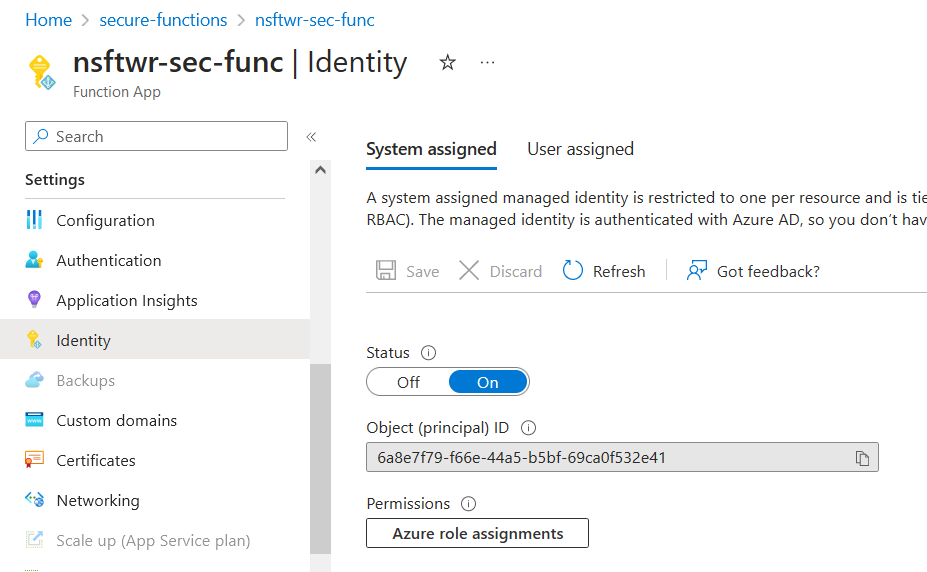 Home > secure-functions > nsftwr-sec-func
nsftwr-sec-func | Identity
Function App
Search
Settings
Configuration
Authentication
Application Insights
Identity
Backups
Custom domains
Certificates
Networking
Scale up (App Service plan)
System assigned User assigned
A system assigned managed identity is restricted to one per resource and is tie
RBAC). The managed identity is authenticated with Azure AD, so you don't hav
Save Discard Refresh Got feedback?
Status
Off On
Object (principal) ID
6a8e7f79-f66e-44a5-b5bf-69ca0f532e41
Permissions
Azure role assignments